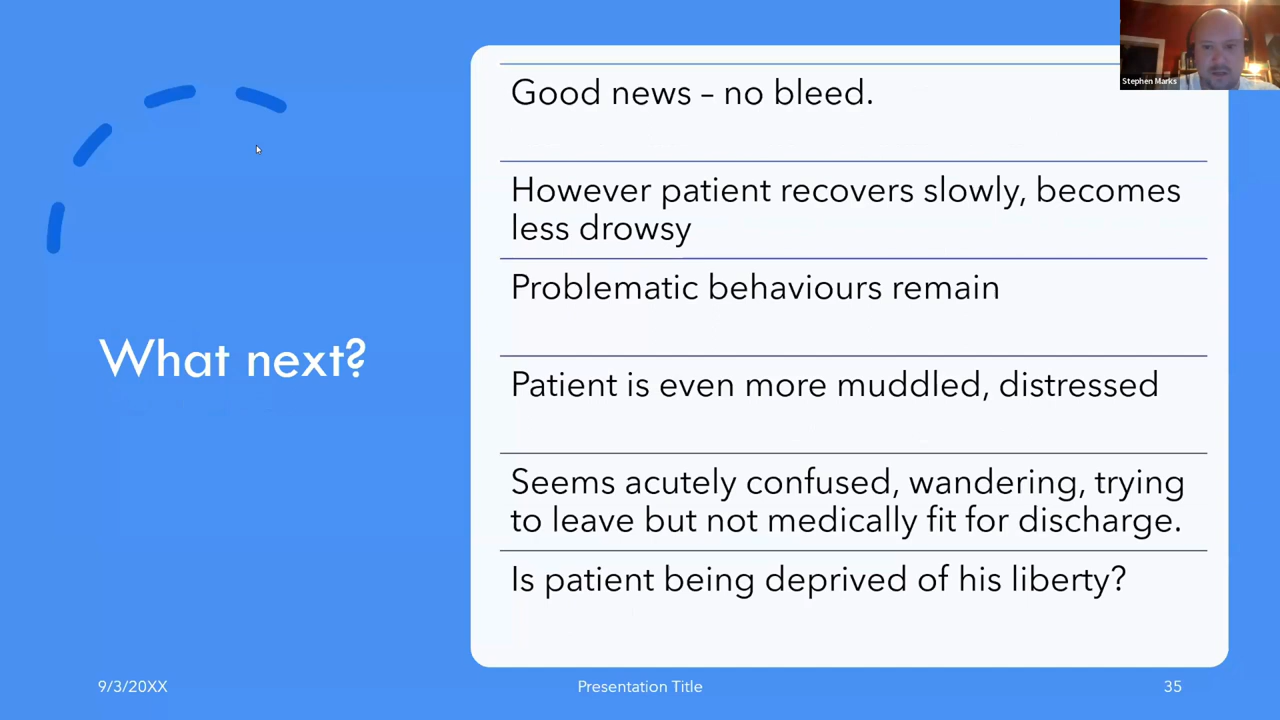 Stephen Marks
Good news – no bleed.
However patient recovers slowly, becomes
less drowsy
Problematic behaviours remain
What next?
Patient is even more muddled, distressed
Seems acutely confused, wandering, trying
to leave but not medically fit for discharge.
Is patient being deprived of his liberty?
9/3/20XX
Presentation Title
35